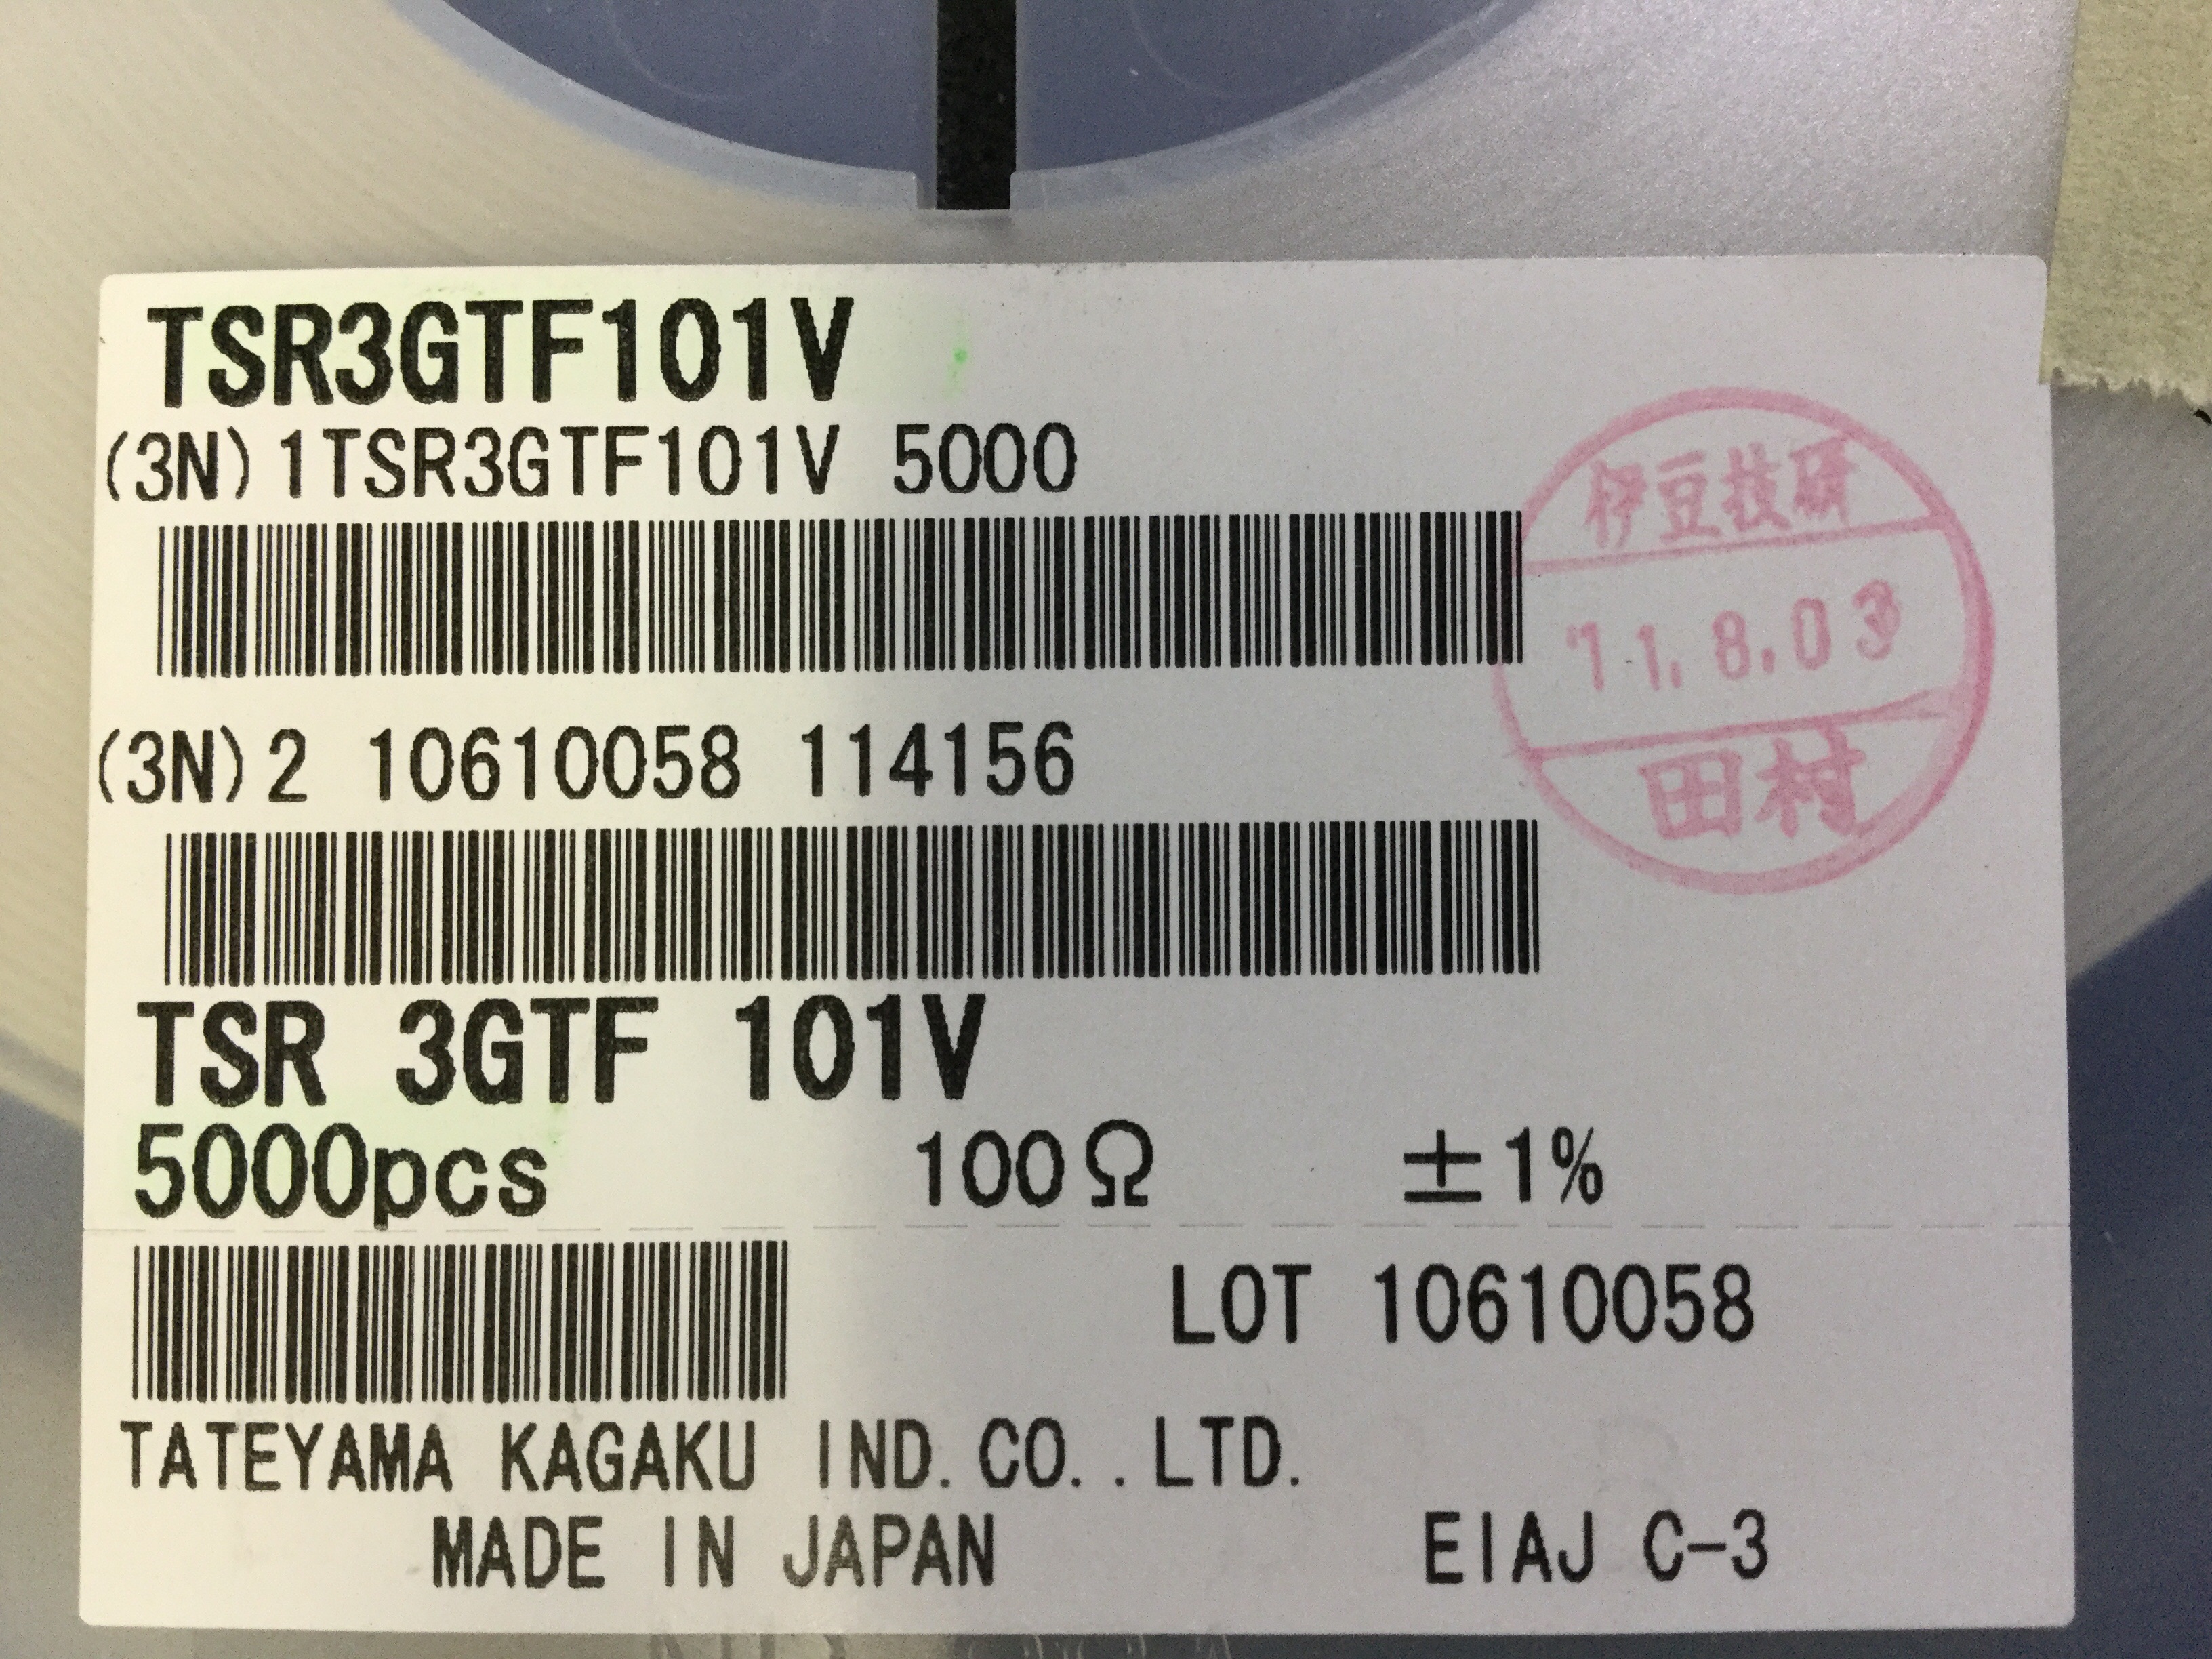 TSR3GTF101V
(3N)1TSR3GTF101V 5000
伊豆技研
11.8.03
田村
(3N)2 10610058 114156
TSR 3GTF 101V
5000pcs 100Ω ±1%
LOT 10610058
TATEYAMA KAGAKU IND.CO..LTD.
MADE IN JAPAN EIAJ C-3